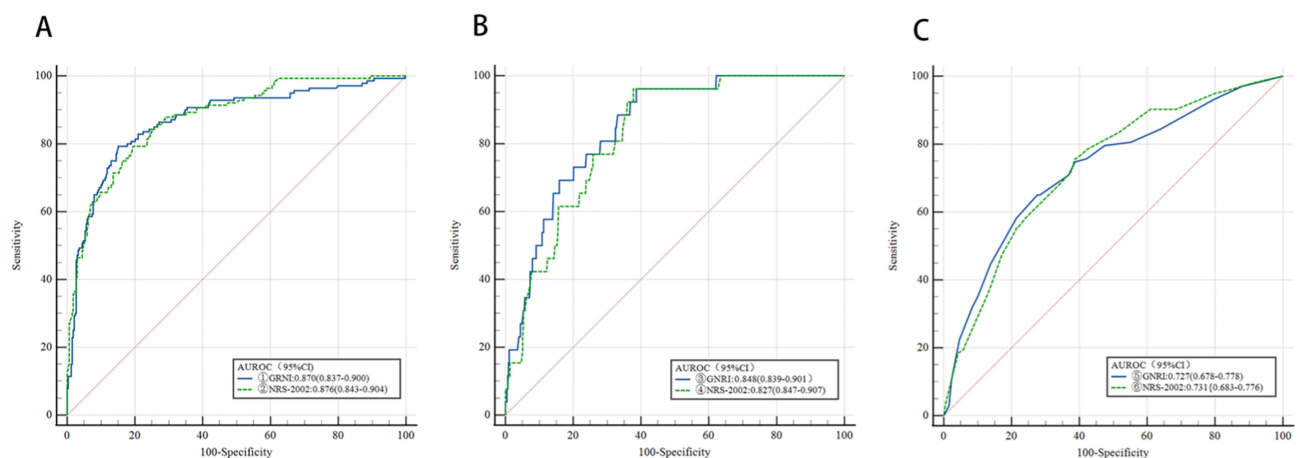 A
B
C
Sensitivity
100
80
60
40
20
0
AUROC（95%CI)
①GRNI:0.870(0.837-0.900)
②NRS-2002:0.876(0.843-0.904)
0 20 40 60 80 100
100-Specificity
Sensitivity
100
80
60
40
20
0
AUROC（95%CI）
③GNRI:0.848(0.839-0.901)
④NRS-2002:0.827(0.847-0.907)
0 20 40 60 80 100
100-Specificity
Sensitivity
100
80
60
40
20
0
AUROC（95%CI）
⑤GNRI:0.727(0.678-0.778)
⑥NRS-2002:0.731{0.683-0.776)
0 20 40 60 80 100
100-Specificity